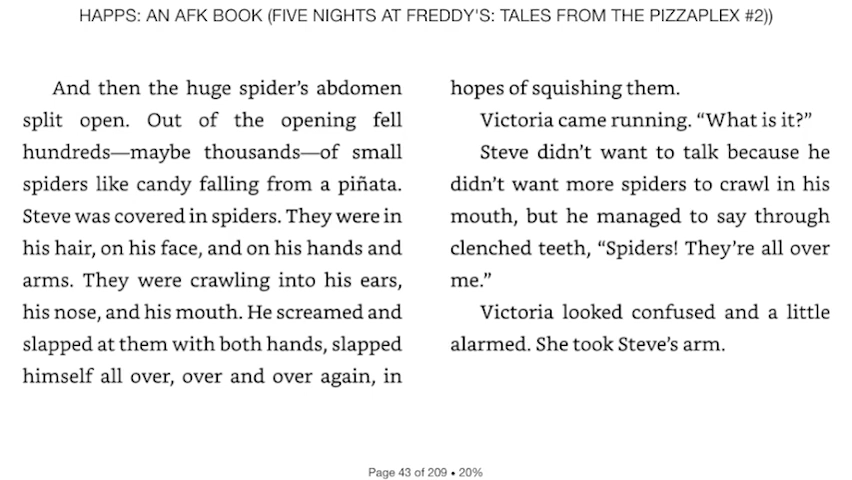 HAPPS: AN AFK BOOK (FIVE NIGHTS AT FREDDY'S: TALES FROM THE PIZZAPLEX #2))
And then the huge spider’s abdomen
split open. Out of the opening fell
hundreds—maybe thousands—of small
spiders like candy falling from a piñata.
Steve was covered in spiders. They were in
his hair, on his face, and on his hands and
arms. They were crawling into his ears,
his nose, and his mouth. He screamed and
slapped at them with both hands, slapped
himself all over, over and over again, in
hopes of squishing them.
Victoria came running. “What is it?”
Steve didn’t want to talk because he
didn’t want more spiders to crawl in his
mouth, but he managed to say through
clenched teeth, “Spiders! They’re all over
me.”
Victoria looked confused and a little
alarmed. She took Steve’s arm.
Page 43 of 209 • 20%